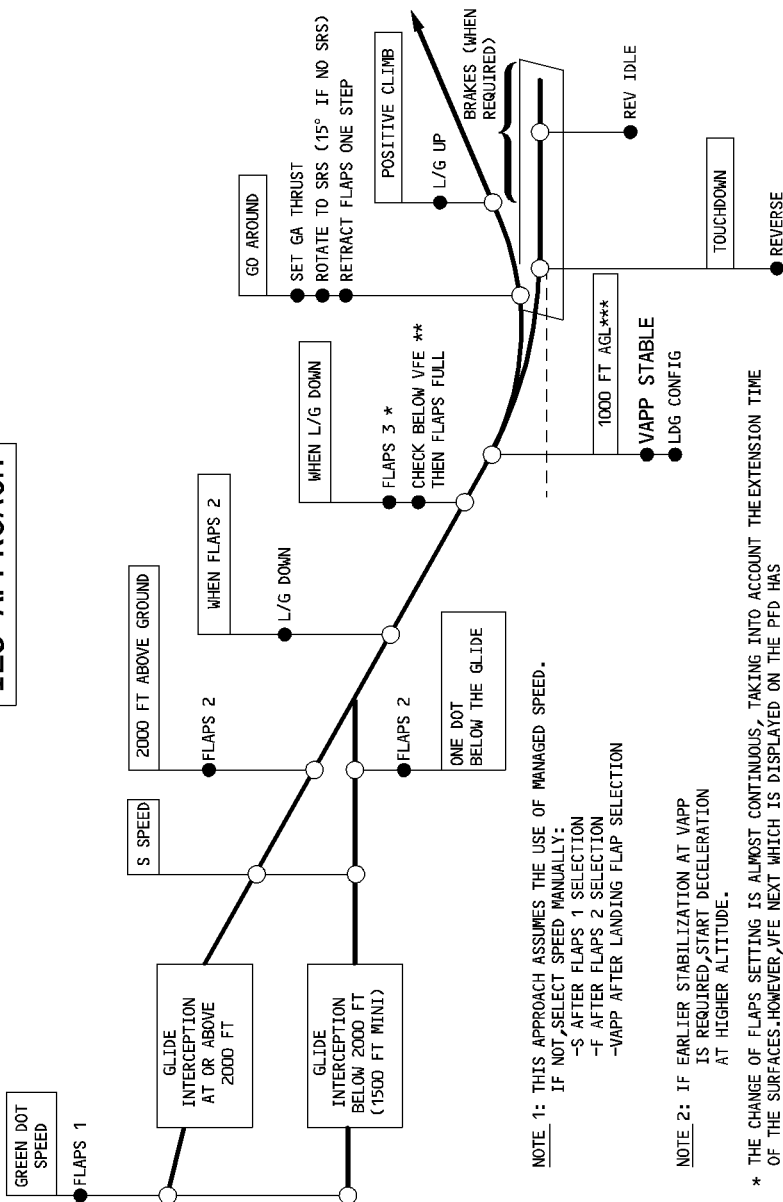 ILS APPROACH
GREEN DOT
SPEED
FLAPS 1
GLIDE
INTERCEPTION
AT OR ABOVE
2000 FT
GLIDE
INTERCEPTION
BELOW 2000 FT
(1500 FT MINI)
S SPEED
2000 FT ABOVE GROUND
FLAPS 2
FLAPS 2
ONE DOT
BELOW THE GLIDE
WHEN FLAPS 2
L/G DOWN
WHEN L/G DOWN
FLAPS 3 *
CHECK BELOW VFE **
THEN FLAPS FULL
1000 FT AGL***
VAPP STABLE
LDG CONFIG
GO AROUND
SET GA THRUST
ROTATE TO SRS (15° IF NO SRS)
RETRACT FLAPS ONE STEP
POSITIVE CLIMB
L/G UP
BRAKES (WHEN
REQUIRED)
REV IDLE
TOUCHDOWN
REVERSE
NOTE 1: THIS APPROACH ASSUMES THE USE OF MANAGED SPEED.
IF NOT,SELECT SPEED MANUALLY:
-S AFTER FLAPS 1 SELECTION
-F AFTER FLAPS 2 SELECTION
-VAPP AFTER LANDING FLAP SELECTION
NOTE 2: IF EARLIER STABILIZATION AT VAPP
IS REQUIRED,START DECELERATION
AT HIGHER ALTITUDE.
* THE CHANGE OF FLAPS SETTING IS ALMOST CONTINUOUS, TAKING INTO ACCOUNT THE EXTENSION TIME
OF THE SURFACES.HOWEVER,VFE NEXT WHICH IS DISPLAYED ON THE PFD HAS